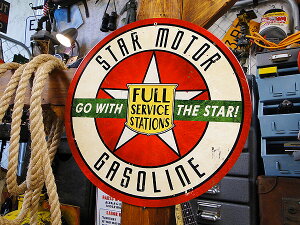 STAR MOTOR
GO WITH THE STAR!
FULL
SERVICE
STATIONS
GASOLINE